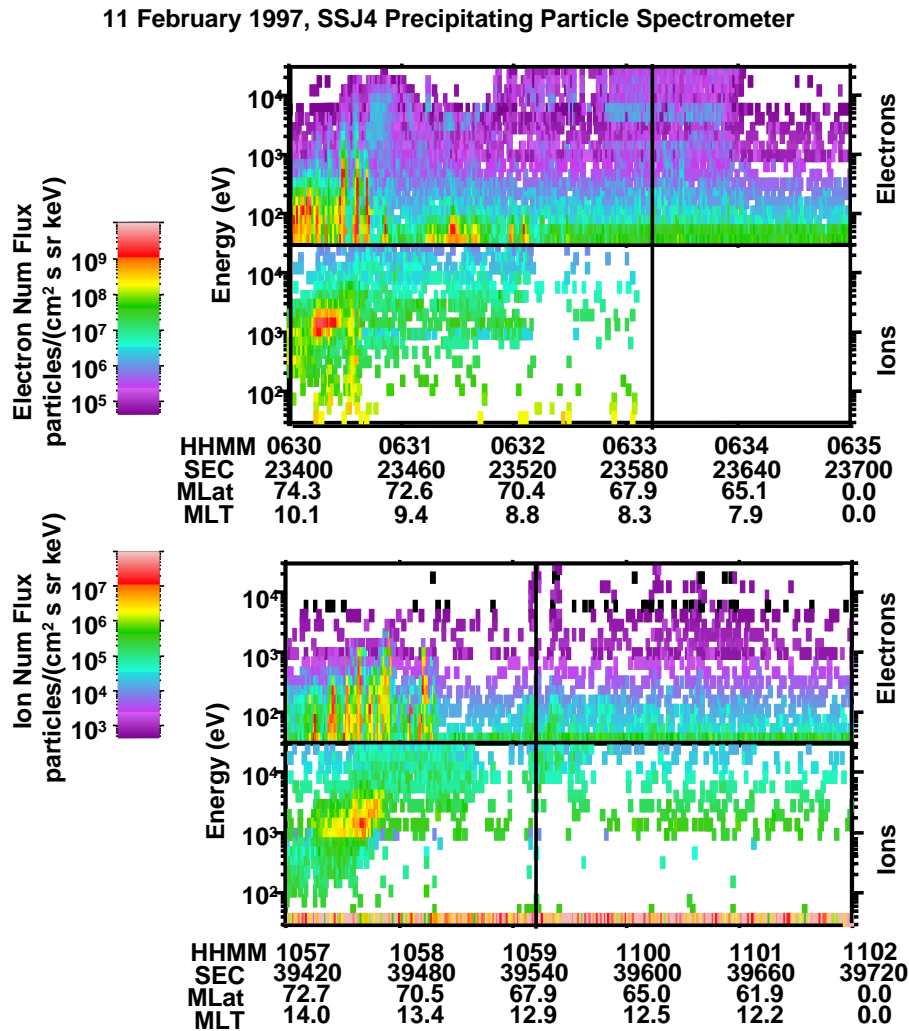 11 February 1997, SSJ4 Precipitating Particle Spectrometer
Electron Num Flux
particles/(cm² s sr keV)
10⁹
10⁸
10⁷
10⁶
10⁵
Energy (eV)
10⁴
10³
10²
10⁴
10³
10²
Electrons
Ions
HHMM 0630 0631 0632 0633 0634 0635
SEC 23400 23460 23520 23580 23640 23700
MLat 74.3 72.6 70.4 67.9 65.1 0.0
MLT 10.1 9.4 8.8 8.3 7.9 0.0
Ion Num Flux
particles/(cm² s sr keV)
10⁷
10⁶
10⁵
10⁴
10³
Energy (eV)
10⁴
10³
10²
10⁴
10³
10²
Electrons
Ions
HHMM 1057 1058 1059 1100 1101 1102
SEC 39420 39480 39540 39600 39660 39720
MLat 72.7 70.5 67.9 65.0 61.9 0.0
MLT 14.0 13.4 12.9 12.5 12.2 0.0